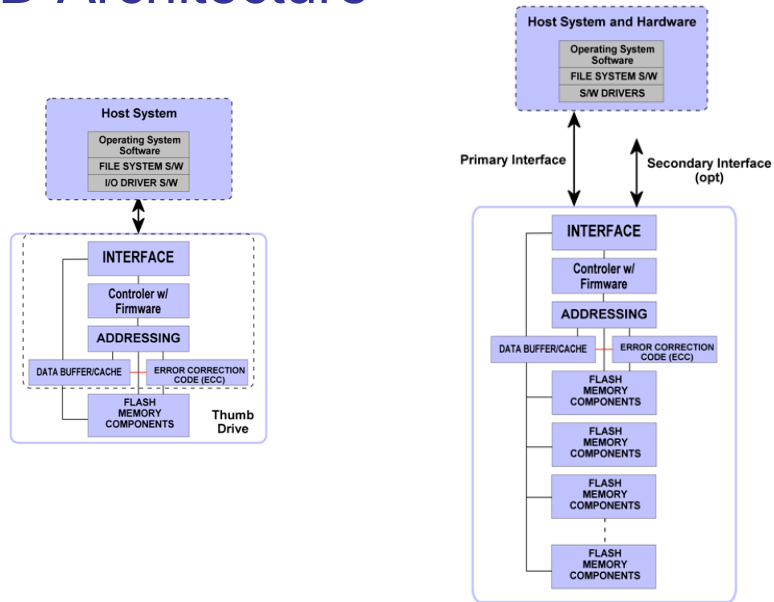 D Architecture
Host System
Operating System
Software
FILE SYSTEM S/W
I/O DRIVER S/W
INTERFACE
Controler w/
Firmware
ADDRESSING
DATA BUFFER/CACHE
ERROR CORRECTION
CODE (ECC)
FLASH
MEMORY
COMPONENTS
Thumb
Drive
Host System and Hardware
Operating System
Software
FILE SYSTEM S/W
S/W DRIVERS
Primary Interface
Secondary Interface
(opt)
INTERFACE
Controler w/
Firmware
ADDRESSING
DATA BUFFER/CACHE
ERROR CORRECTION
CODE (ECC)
FLASH
MEMORY
COMPONENTS
FLASH
MEMORY
COMPONENTS
FLASH
MEMORY
COMPONENTS
FLASH
MEMORY
COMPONENTS